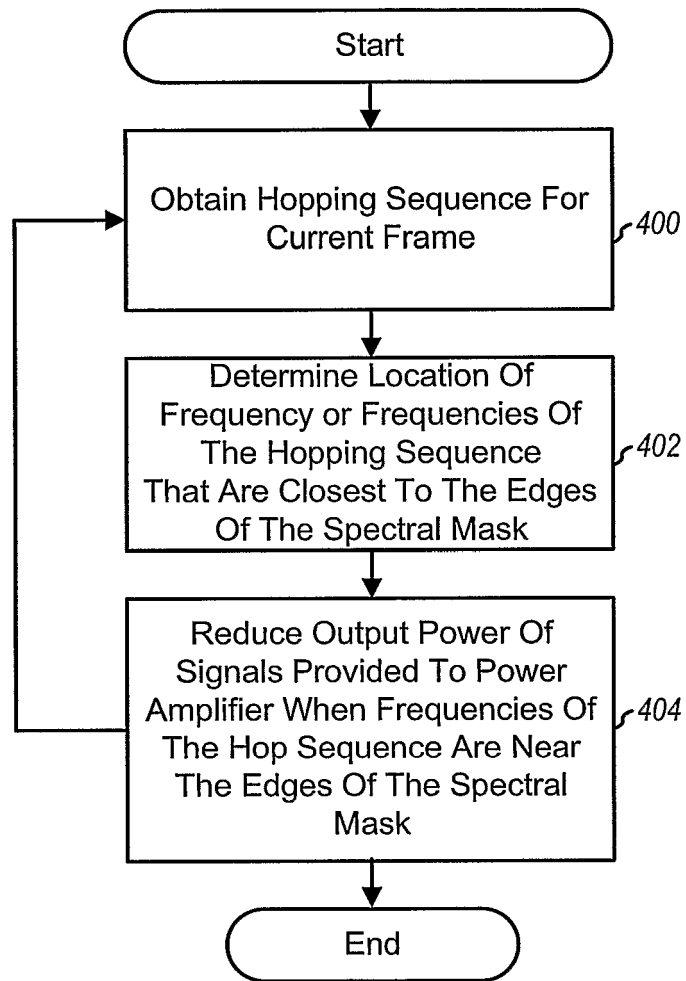 Start
Obtain Hopping Sequence For
Current Frame
400
Determine Location Of
Frequency or Frequencies Of
The Hopping Sequence
That Are Closest To The Edges
Of The Spectral Mask
402
Reduce Output Power Of
Signals Provided To Power
Amplifier When Frequencies Of
The Hop Sequence Are Near
The Edges Of The Spectral
Mask
404
End